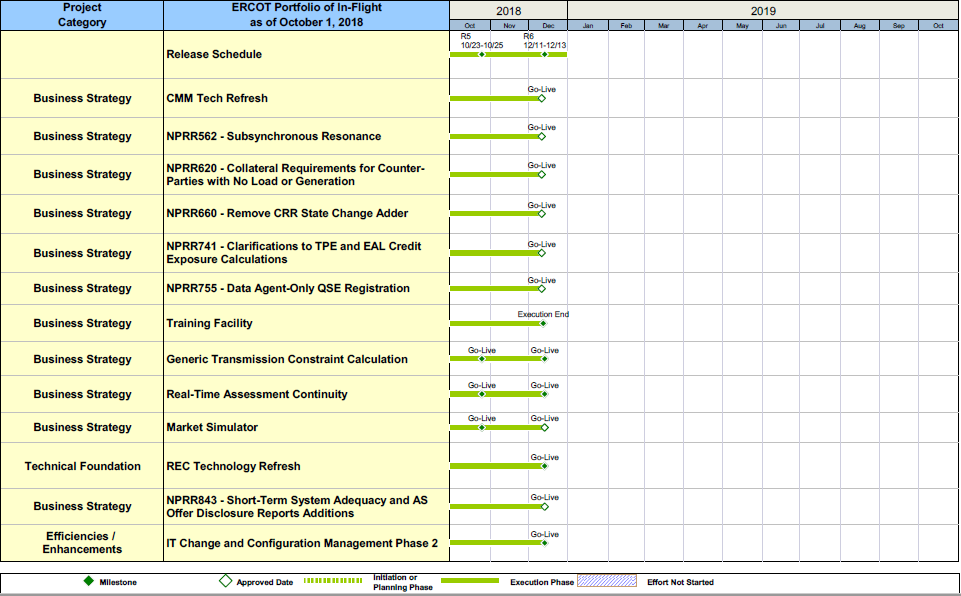 Project
Category
ERCOT Portfolio of In-Flight
as of October 1, 2018
2018
2019
Oct Nov Dec Jan Feb Mar Apr May Jun Jul Aug Sep Oct
R5
10/23-10/25
R6
12/11-12/13
Release Schedule
Business Strategy
CMM Tech Refresh
Go-Live
Business Strategy
NPRR562 - Subsynchronous Resonance
Go-Live
Business Strategy
NPRR620 - Collateral Requirements for Counter-
Parties with No Load or Generation
Go-Live
Business Strategy
NPRR660 - Remove CRR State Change Adder
Go-Live
Business Strategy
NPRR741 - Clarifications to TPE and EAL Credit
Exposure Calculations
Go-Live
Business Strategy
NPRR755 - Data Agent-Only QSE Registration
Go-Live
Business Strategy
Training Facility
Execution End
Business Strategy
Generic Transmission Constraint Calculation
Go-Live Go-Live
Business Strategy
Real-Time Assessment Continuity
Go-Live Go-Live
Business Strategy
Market Simulator
Go-Live Go-Live
Technical Foundation
REC Technology Refresh
Go-Live
Business Strategy
NPRR843 - Short-Term System Adequacy and AS
Offer Disclosure Reports Additions
Go-Live
Efficiencies /
Enhancements
IT Change and Configuration Management Phase 2
Go-Live
Milestone
Approved Date
Initiation or
Planning Phase
Execution Phase
Effort Not Started